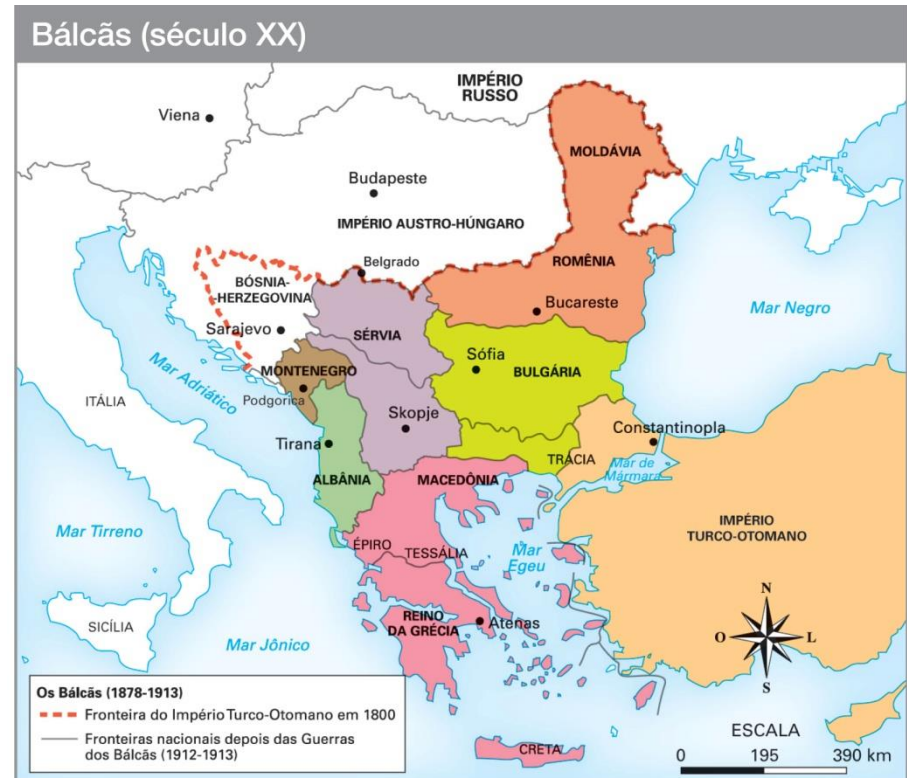 Bálcãs (século XX)
IMPÉRIO
RUSSO
Viena
MOLDÁVIA
Budapeste
IMPÉRIO AUSTRO-HÚNGARO
Belgrado
ROMÊNIA
BÓSNIA-
HERZEGOVINA
Bucareste
Mar Negro
Sarajevo
SÉRVIA
Sófia
BULGÁRIA
MONTENEGRO
Mar Adriático
Podgorica
ITÁLIA
Skopje
Constantinopla
Tirana
TRÁCIA
Mar de
Mármara
ALBÂNIA
MACEDÔNIA
IMPÉRIO
TURCO-OTOMANO
Mar Tirreno
ÉPIRO
TESSÁLIA
Mar
Egeu
REINO
DA GRÉCIA
Atenas
SICÍLIA
Mar Jônico
N
O
L
S
Os Bálcãs (1878-1913)
Fronteira do Império Turco-Otomano em 1800
Fronteiras nacionais depois das Guerras
dos Bálcãs (1912-1913)
CRETA
ESCALA
0 195 390 km